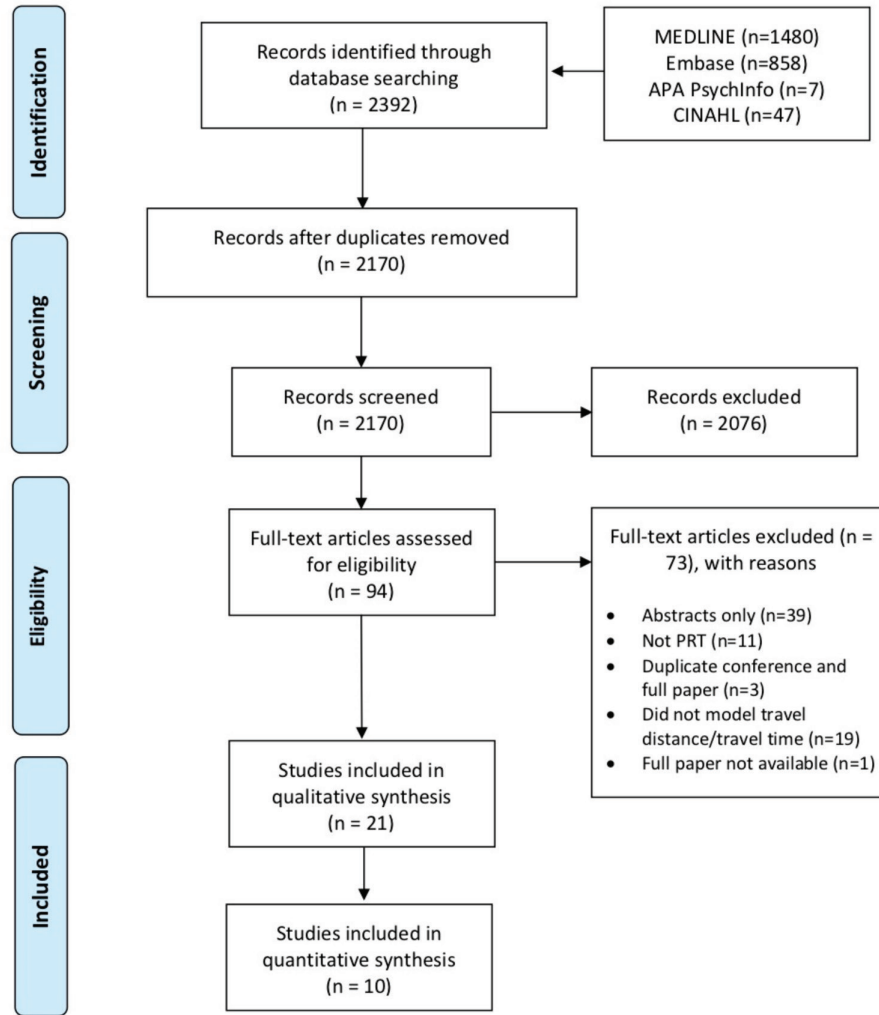 Identification
Records identified through
database searching
(n = 2392)
MEDLINE (n=1480)
Embase (n=858)
APA PsychInfo (n=7)
CINAHL (n=47)
Screening
Records after duplicates removed
(n = 2170)
Records screened
(n = 2170)
Records excluded
(n = 2076)
Eligibility
Full-text articles assessed
for eligibility
(n = 94)
Full-text articles excluded (n =
73), with reasons
• Abstracts only (n=39)
• Not PRT (n=11)
• Duplicate conference and
full paper (n=3)
• Did not model travel
distance/travel time (n=19)
• Full paper not available (n=1)
Included
Studies included in
qualitative synthesis
(n = 21)
Studies included in
quantitative synthesis
(n = 10)